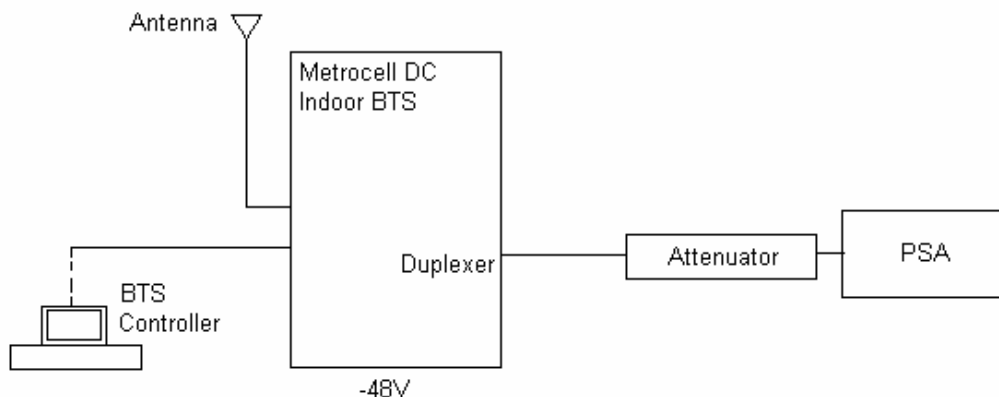 Antenna
Metrocell DC
Indoor BTS
Duplexer
Attenuator
PSA
BTS
Controller
-48V